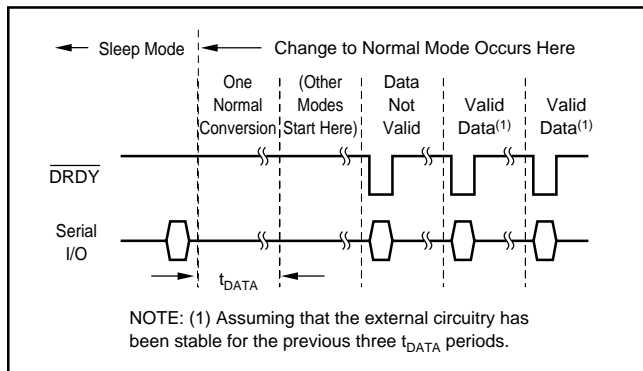 Sleep Mode
Change to Normal Mode Occurs Here
One
Normal
Conversion
(Other
Modes
Start Here)
Data
Not
Valid
Valid
Data(1)
Valid
Data(1)
DRDY
Serial
I/O
tDATA
NOTE: (1) Assuming that the external circuitry has
been stable for the previous three tDATA periods.